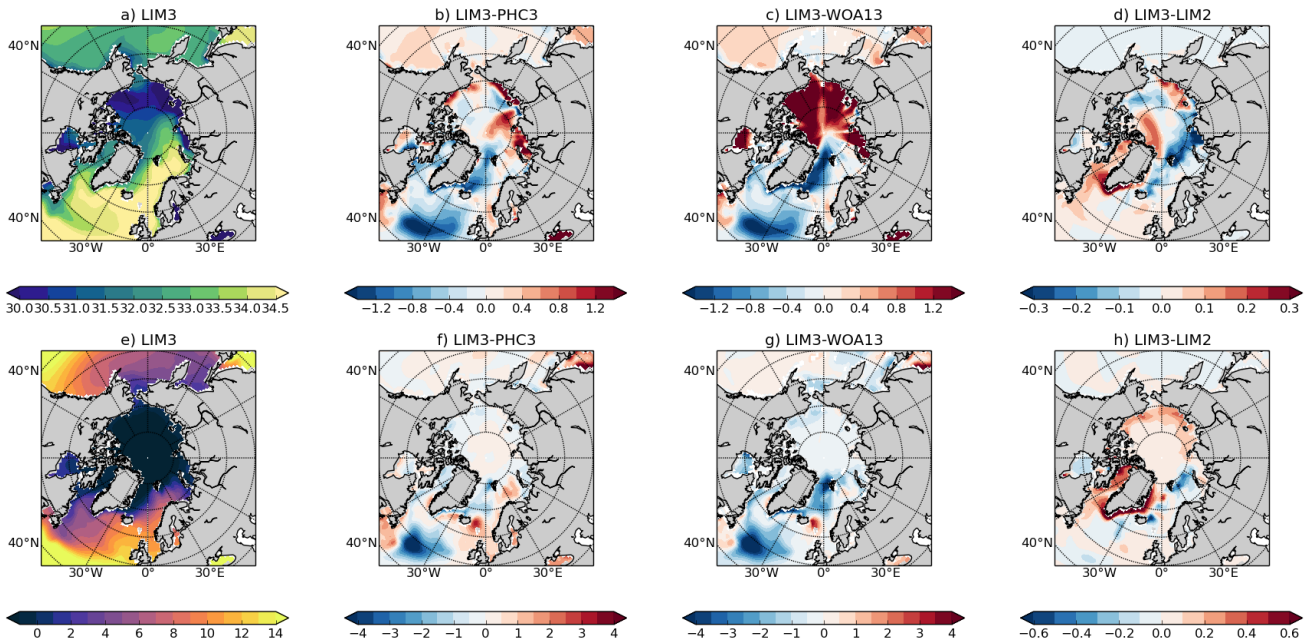 a) LIM3
b) LIM3-PHC3
c) LIM3-WOA13
d) LIM3-LIM2
40°N 40°N 40°N 40°N
40°N 40°N 40°N 40°N
30°W 0° 30°E 30°W 0° 30°E 30°W 0° 30°E 30°W 0° 30°E
30.0 30.5 31.0 31.5 32.0 32.5 33.0 33.5 34.0 34.5
−1.2 −0.8 −0.4 0.0 0.4 0.8 1.2
−1.2 −0.8 −0.4 0.0 0.4 0.8 1.2
−0.3 −0.2 −0.1 0.0 0.1 0.2 0.3
e) LIM3
f) LIM3-PHC3
g) LIM3-WOA13
h) LIM3-LIM2
40°N 40°N 40°N 40°N
40°N 40°N 40°N 40°N
30°W 0° 30°E 30°W 0° 30°E 30°W 0° 30°E 30°W 0° 30°E
0 2 4 6 8 10 12 14
−4 −3 −2 −1 0 1 2 3 4
−4 −3 −2 −1 0 1 2 3 4
−0.6 −0.4 −0.2 0.0 0.2 0.4 0.6